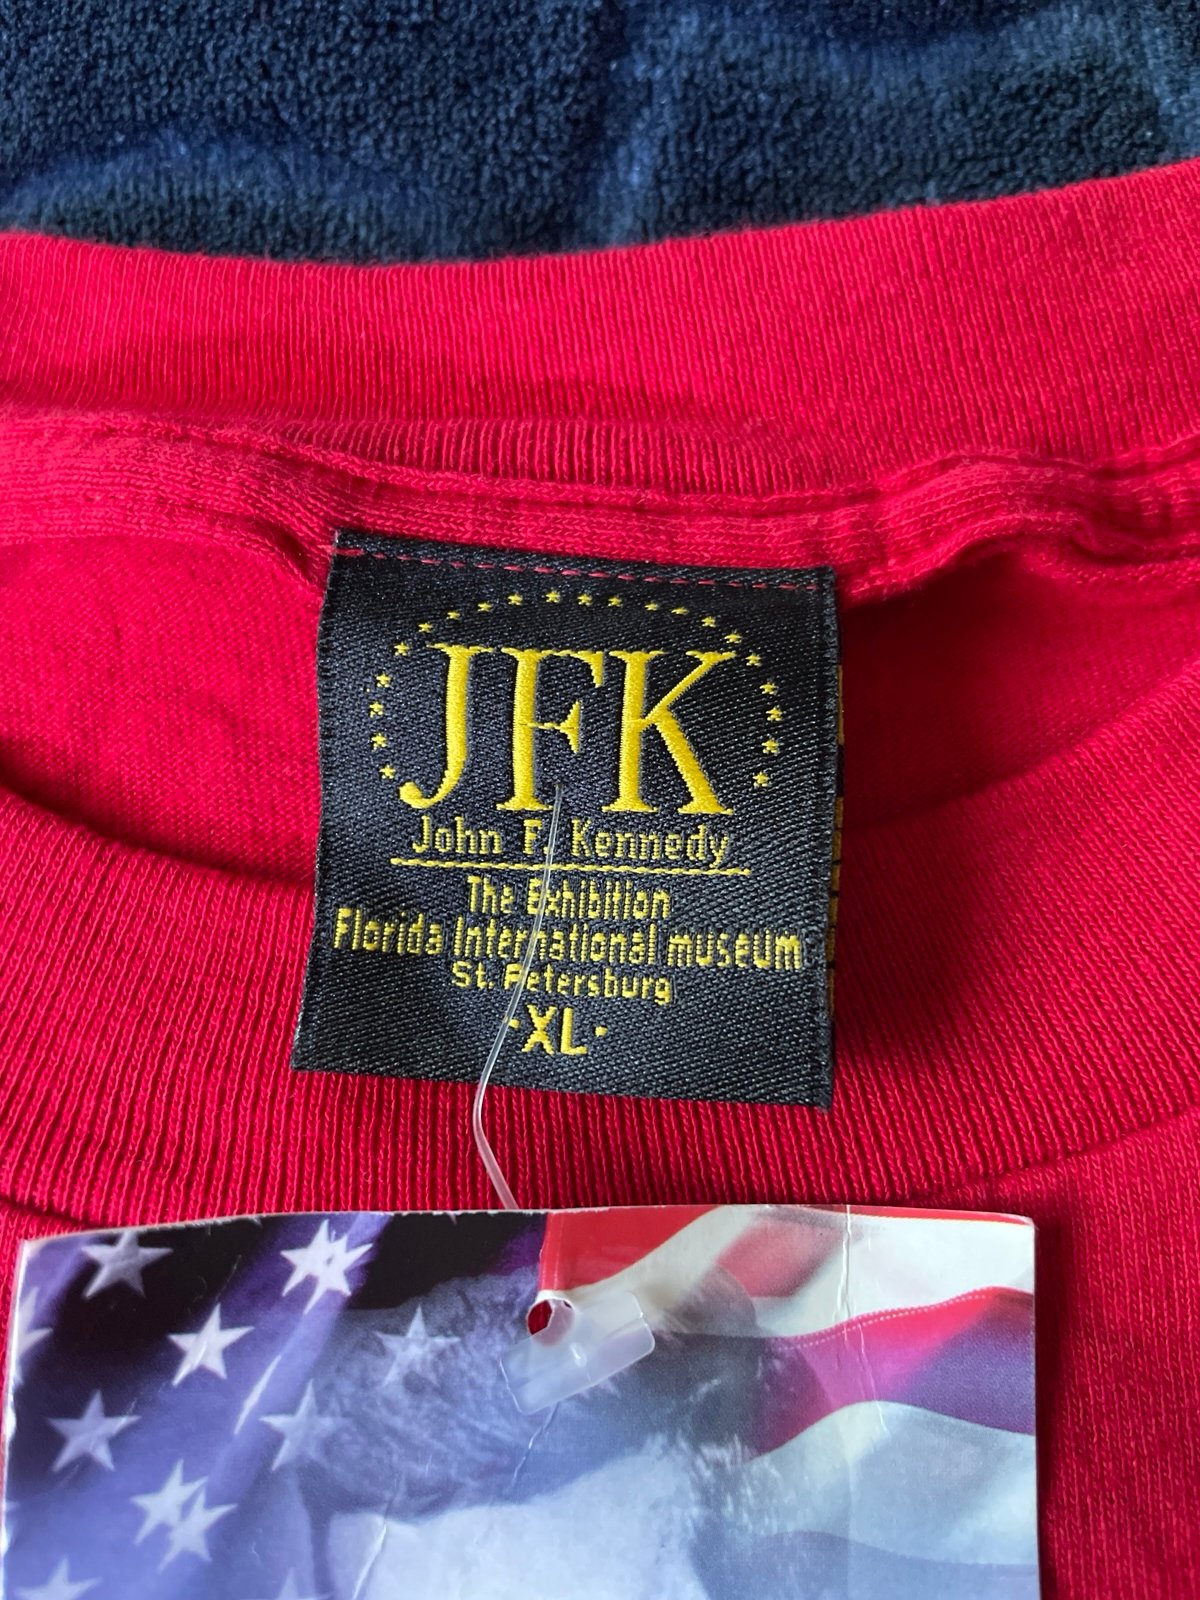 JFK
John F. Kennedy
The Exhibition
Florida International museum
St. Petersburg
·XL·